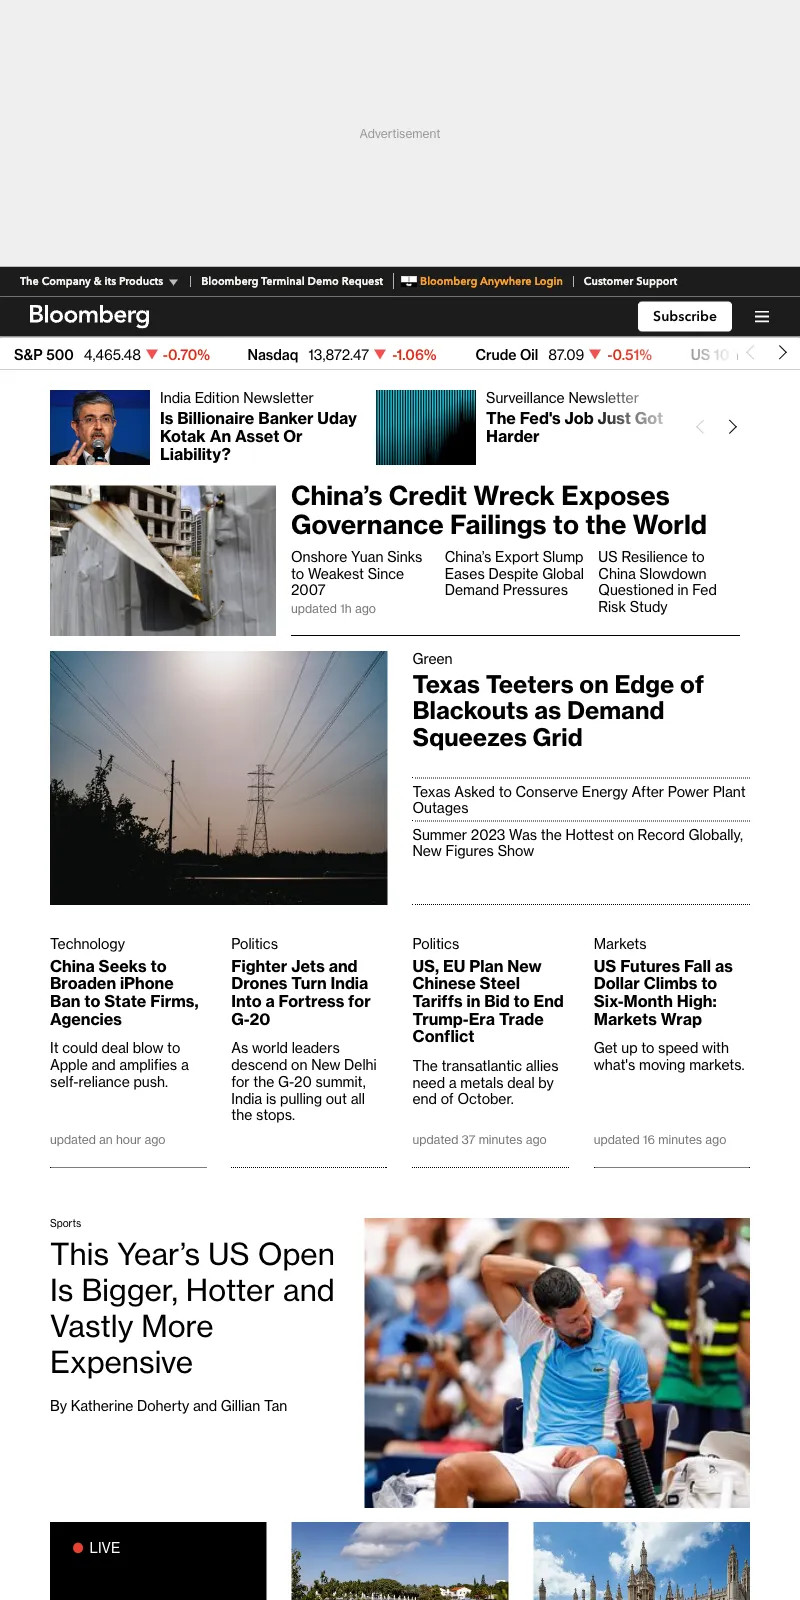 Advertisement
The Company & its Products
Bloomberg Terminal Demo Request
Bloomberg Anywhere Login
Customer Support
Bloomberg
Subscribe
S&P 500 4,465.48 -0.70%
Nasdaq 13,872.47 -1.06%
Crude Oil 87.09 -0.51%
US 10
India Edition Newsletter
Is Billionaire Banker Uday
Kotak An Asset Or
Liability?
Surveillance Newsletter
The Fed's Job Just Got
Harder
China’s Credit Wreck Exposes
Governance Failings to the World
Onshore Yuan Sinks
to Weakest Since
2007
updated 1h ago
China’s Export Slump
Eases Despite Global
Demand Pressures
US Resilience to
China Slowdown
Questioned in Fed
Risk Study
Green
Texas Teeters on Edge of
Blackouts as Demand
Squeezes Grid
Texas Asked to Conserve Energy After Power Plant
Outages
Summer 2023 Was the Hottest on Record Globally,
New Figures Show
Technology
China Seeks to
Broaden iPhone
Ban to State Firms,
Agencies
It could deal blow to
Apple and amplifies a
self-reliance push.
updated an hour ago
Politics
Fighter Jets and
Drones Turn India
Into a Fortress for
G-20
As world leaders
descend on New Delhi
for the G-20 summit,
India is pulling out all
the stops.
Politics
US, EU Plan New
Chinese Steel
Tariffs in Bid to End
Trump-Era Trade
Conflict
The transatlantic allies
need a metals deal by
end of October.
updated 37 minutes ago
Markets
US Futures Fall as
Dollar Climbs to
Six-Month High:
Markets Wrap
Get up to speed with
what's moving markets.
updated 16 minutes ago
Sports
This Year’s US Open
Is Bigger, Hotter and
Vastly More
Expensive
By Katherine Doherty and Gillian Tan
LIVE